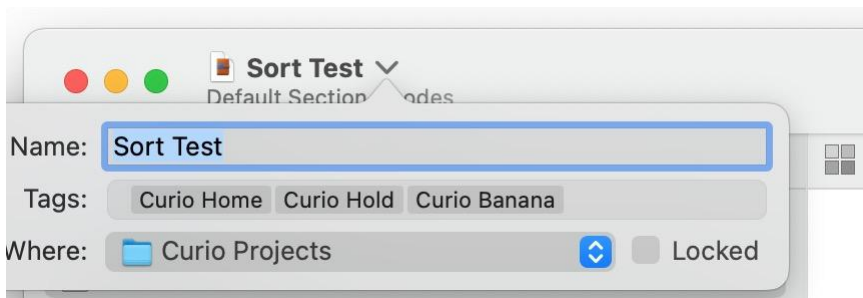 Sort Test
Default Section
Name: Sort Test
Tags: Curio Home Curio Hold Curio Banana
Where: Curio Projects Locked